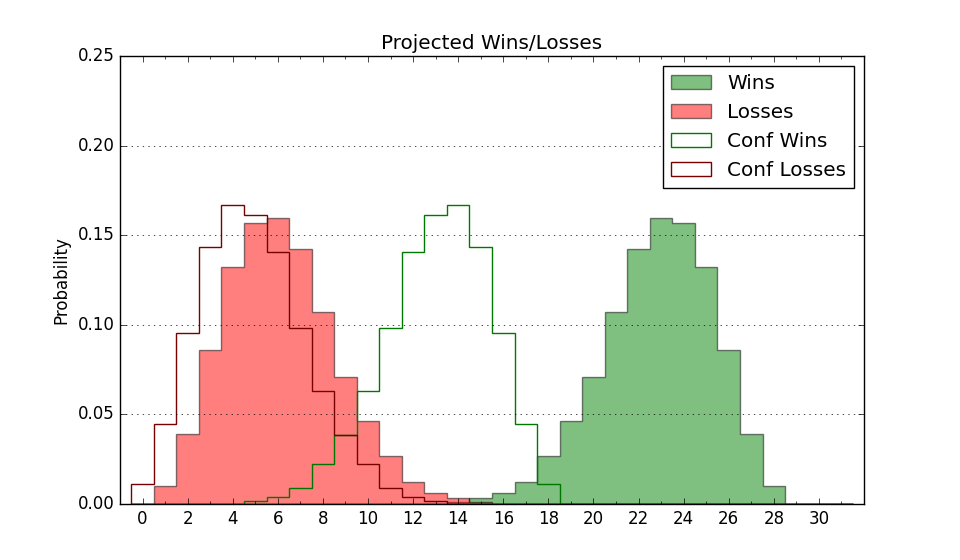 Projected Wins/Losses
0.25
0.20
0.15
0.10
0.05
0.00
Probability
Wins
Losses
Conf Wins
Conf Losses
0 2 4 6 8 10 12 14 16 18 20 22 24 26 28 30